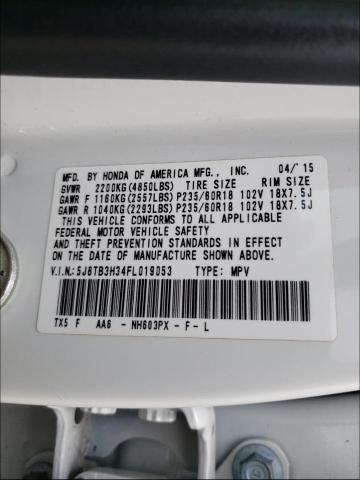 MFD. BY HONDA OF AMERICA MFG., INC. 04/'15
GVWR 2200KG(4850LBS) TIRE SIZE RIM SIZE
GAWR F 1160KG(2557LBS) P235/60R18 102V 18X7.5J
GAWR R 1040KG(2293LBS) P235/60R18 102V 18X7.5J
THIS VEHICLE CONFORMS TO ALL APPLICABLE
FEDERAL MOTOR VEHICLE SAFETY, BUMPER,
AND THEFT PREVENTION STANDARDS IN EFFECT
ON THE DATE OF MANUFACTURE SHOWN ABOVE.
V.I.N.:5J6TB3H34FL019053 TYPE: MPV
TX5 F AA6 - NH603PX - F - L